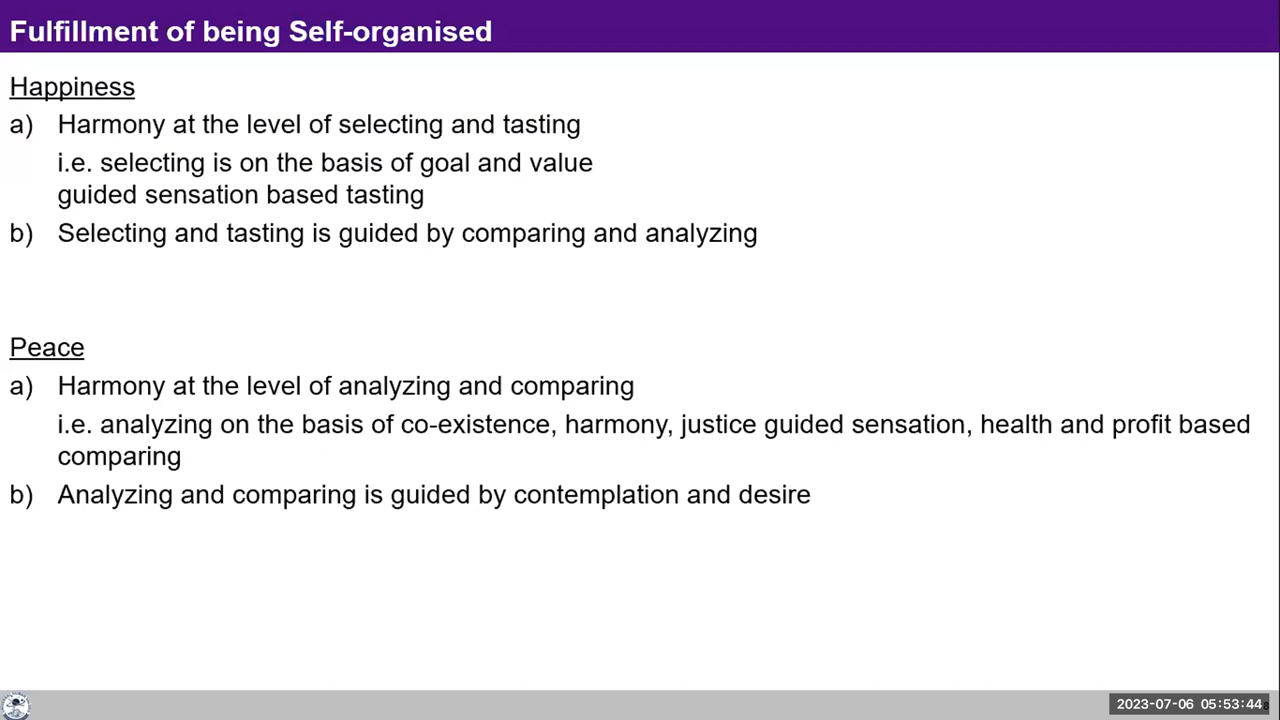 Fulfillment of being Self-organised
Happiness
a) Harmony at the level of selecting and tasting
i.e. selecting is on the basis of goal and value
guided sensation based tasting
b) Selecting and tasting is guided by comparing and analyzing
Peace
a) Harmony at the level of analyzing and comparing
i.e. analyzing on the basis of co-existence, harmony, justice guided sensation, health and profit based
comparing
b) Analyzing and comparing is guided by contemplation and desire
2023-07-06 05:53:44